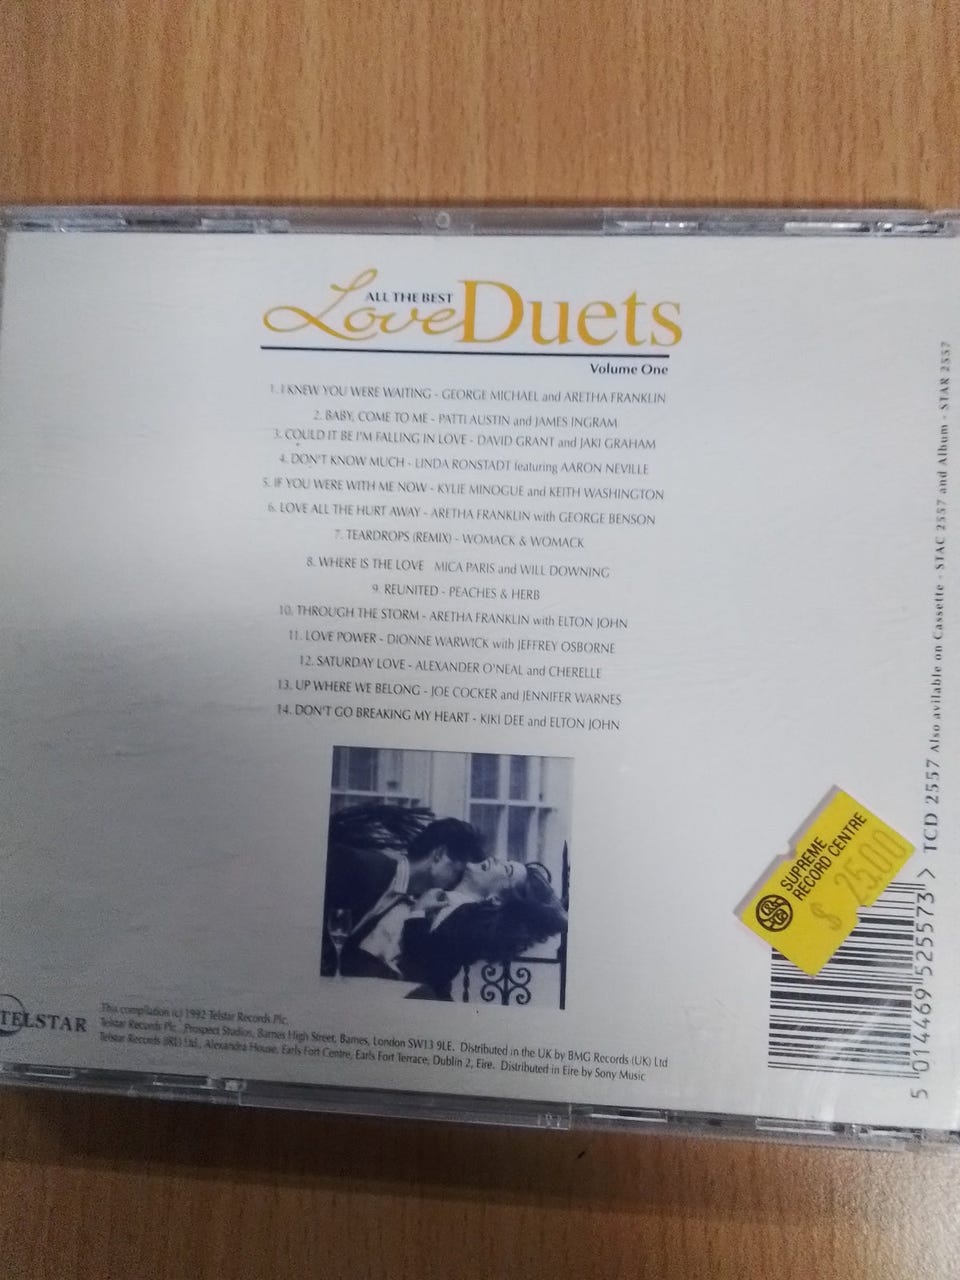 ALL THE BEST
Love Duets
Volume One
1. I KNEW YOU WERE WAITING - GEORGE MICHAEL and ARETHA FRANKLIN
2. BABY, COME TO ME - PATTI AUSTIN and JAMES INGRAM
3. COULD IT BE I'M FALLING IN LOVE - DAVID GRANT and JAKI GRAHAM
4. DON'T KNOW MUCH - LINDA RONSTADT featuring AARON NEVILLE
5. IF YOU WERE WITH ME NOW - KYLIE MINOGUE and KEITH WASHINGTON
6. LOVE ALL THE HURT AWAY - ARETHA FRANKLIN with GEORGE BENSON
7. TEARDROPS (REMIX) - WOMACK & WOMACK
8. WHERE IS THE LOVE MICA PARIS and WILL DOWNING
9. REUNITED - PEACHES & HERB
10. THROUGH THE STORM - ARETHA FRANKLIN with ELTON JOHN
11. LOVE POWER - DIONNE WARWICK with JEFFREY OSBORNE
12. SATURDAY LOVE - ALEXANDER O'NEAL and CHERELLE
13. UP WHERE WE BELONG - JOE COCKER and JENNIFER WARNES
14. DON'T GO BREAKING MY HEART - KIKI DEE and ELTON JOHN
TCD 2557 Also avilable on Cassette - STAC 2557 and Album - STAR 2557
SUPREME
RECORD CENTRE
$ 25.00
5 014469 525573 >
TELSTAR
This compilation (c) 1992 Telstar Records Plc.
Telstar Records Plc., Prospect Studios, Barnes High Street, Barnes, London SW13 9LE. Distributed in the UK by BMG Records (UK) Ltd
Telstar Records (IRL) Ltd., Alexandra House, Earls Fort Centre, Earls Fort Terrace, Dublin 2, Eire. Distributed in Eire by Sony Music